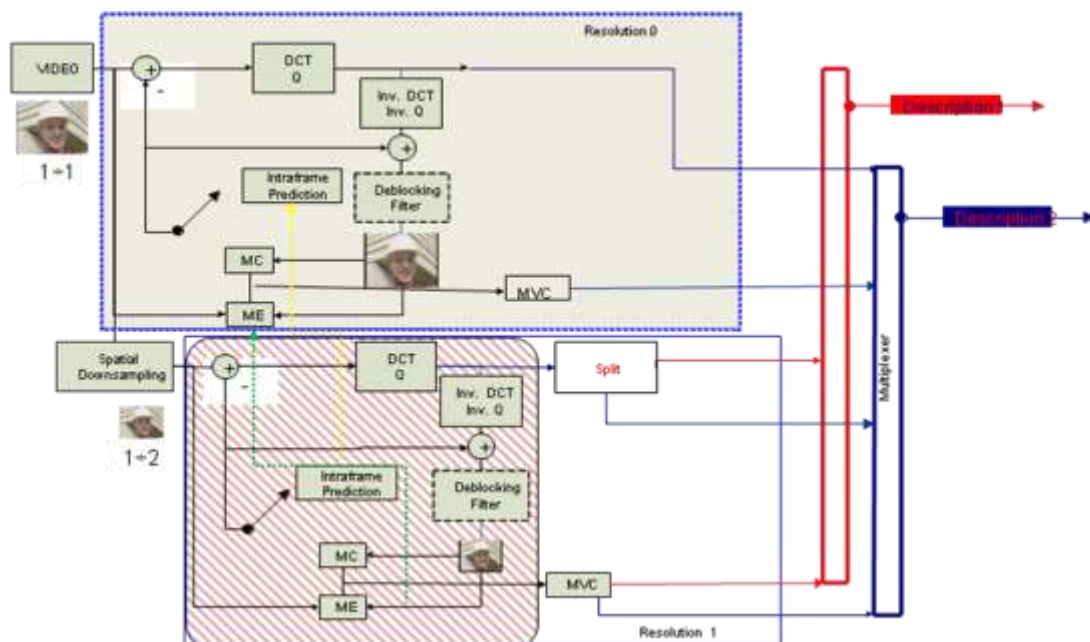 Resolution 0
VIDEO
+
-
DCT
Q
Inv. DCT
Inv. Q
+
1÷1
Intraframe
Prediction
Deblocking
Filter
MC
ME
MVC
Description
Description 2
Multiplexer
Spatial
Downsampling
1÷2
+
-
DCT
Q
Split
Inv. DCT
Inv. Q
+
Intraframe
Prediction
Deblocking
Filter
MC
ME
MVC
Resolution 1